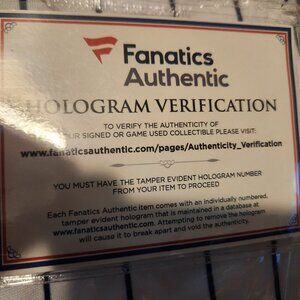 Fanatics
Authentic
HOLOGRAM VERIFICATION
TO VERIFY THE AUTHENTICITY OF
YOUR SIGNED OR GAME USED COLLECTIBLE PLEASE VISIT:
www.fanaticsauthentic.com/pages/Authenticity_Verification
YOU MUST HAVE THE TAMPER EVIDENT HOLOGRAM NUMBER
FROM YOUR ITEM TO PROCEED
Each Fanatics Authentic item comes with an individually numbered,
tamper evident hologram that is maintained in a database at
www.fanaticsauthentic.com. Attempting to remove the hologram
will cause it to break apart and void the authenticity.